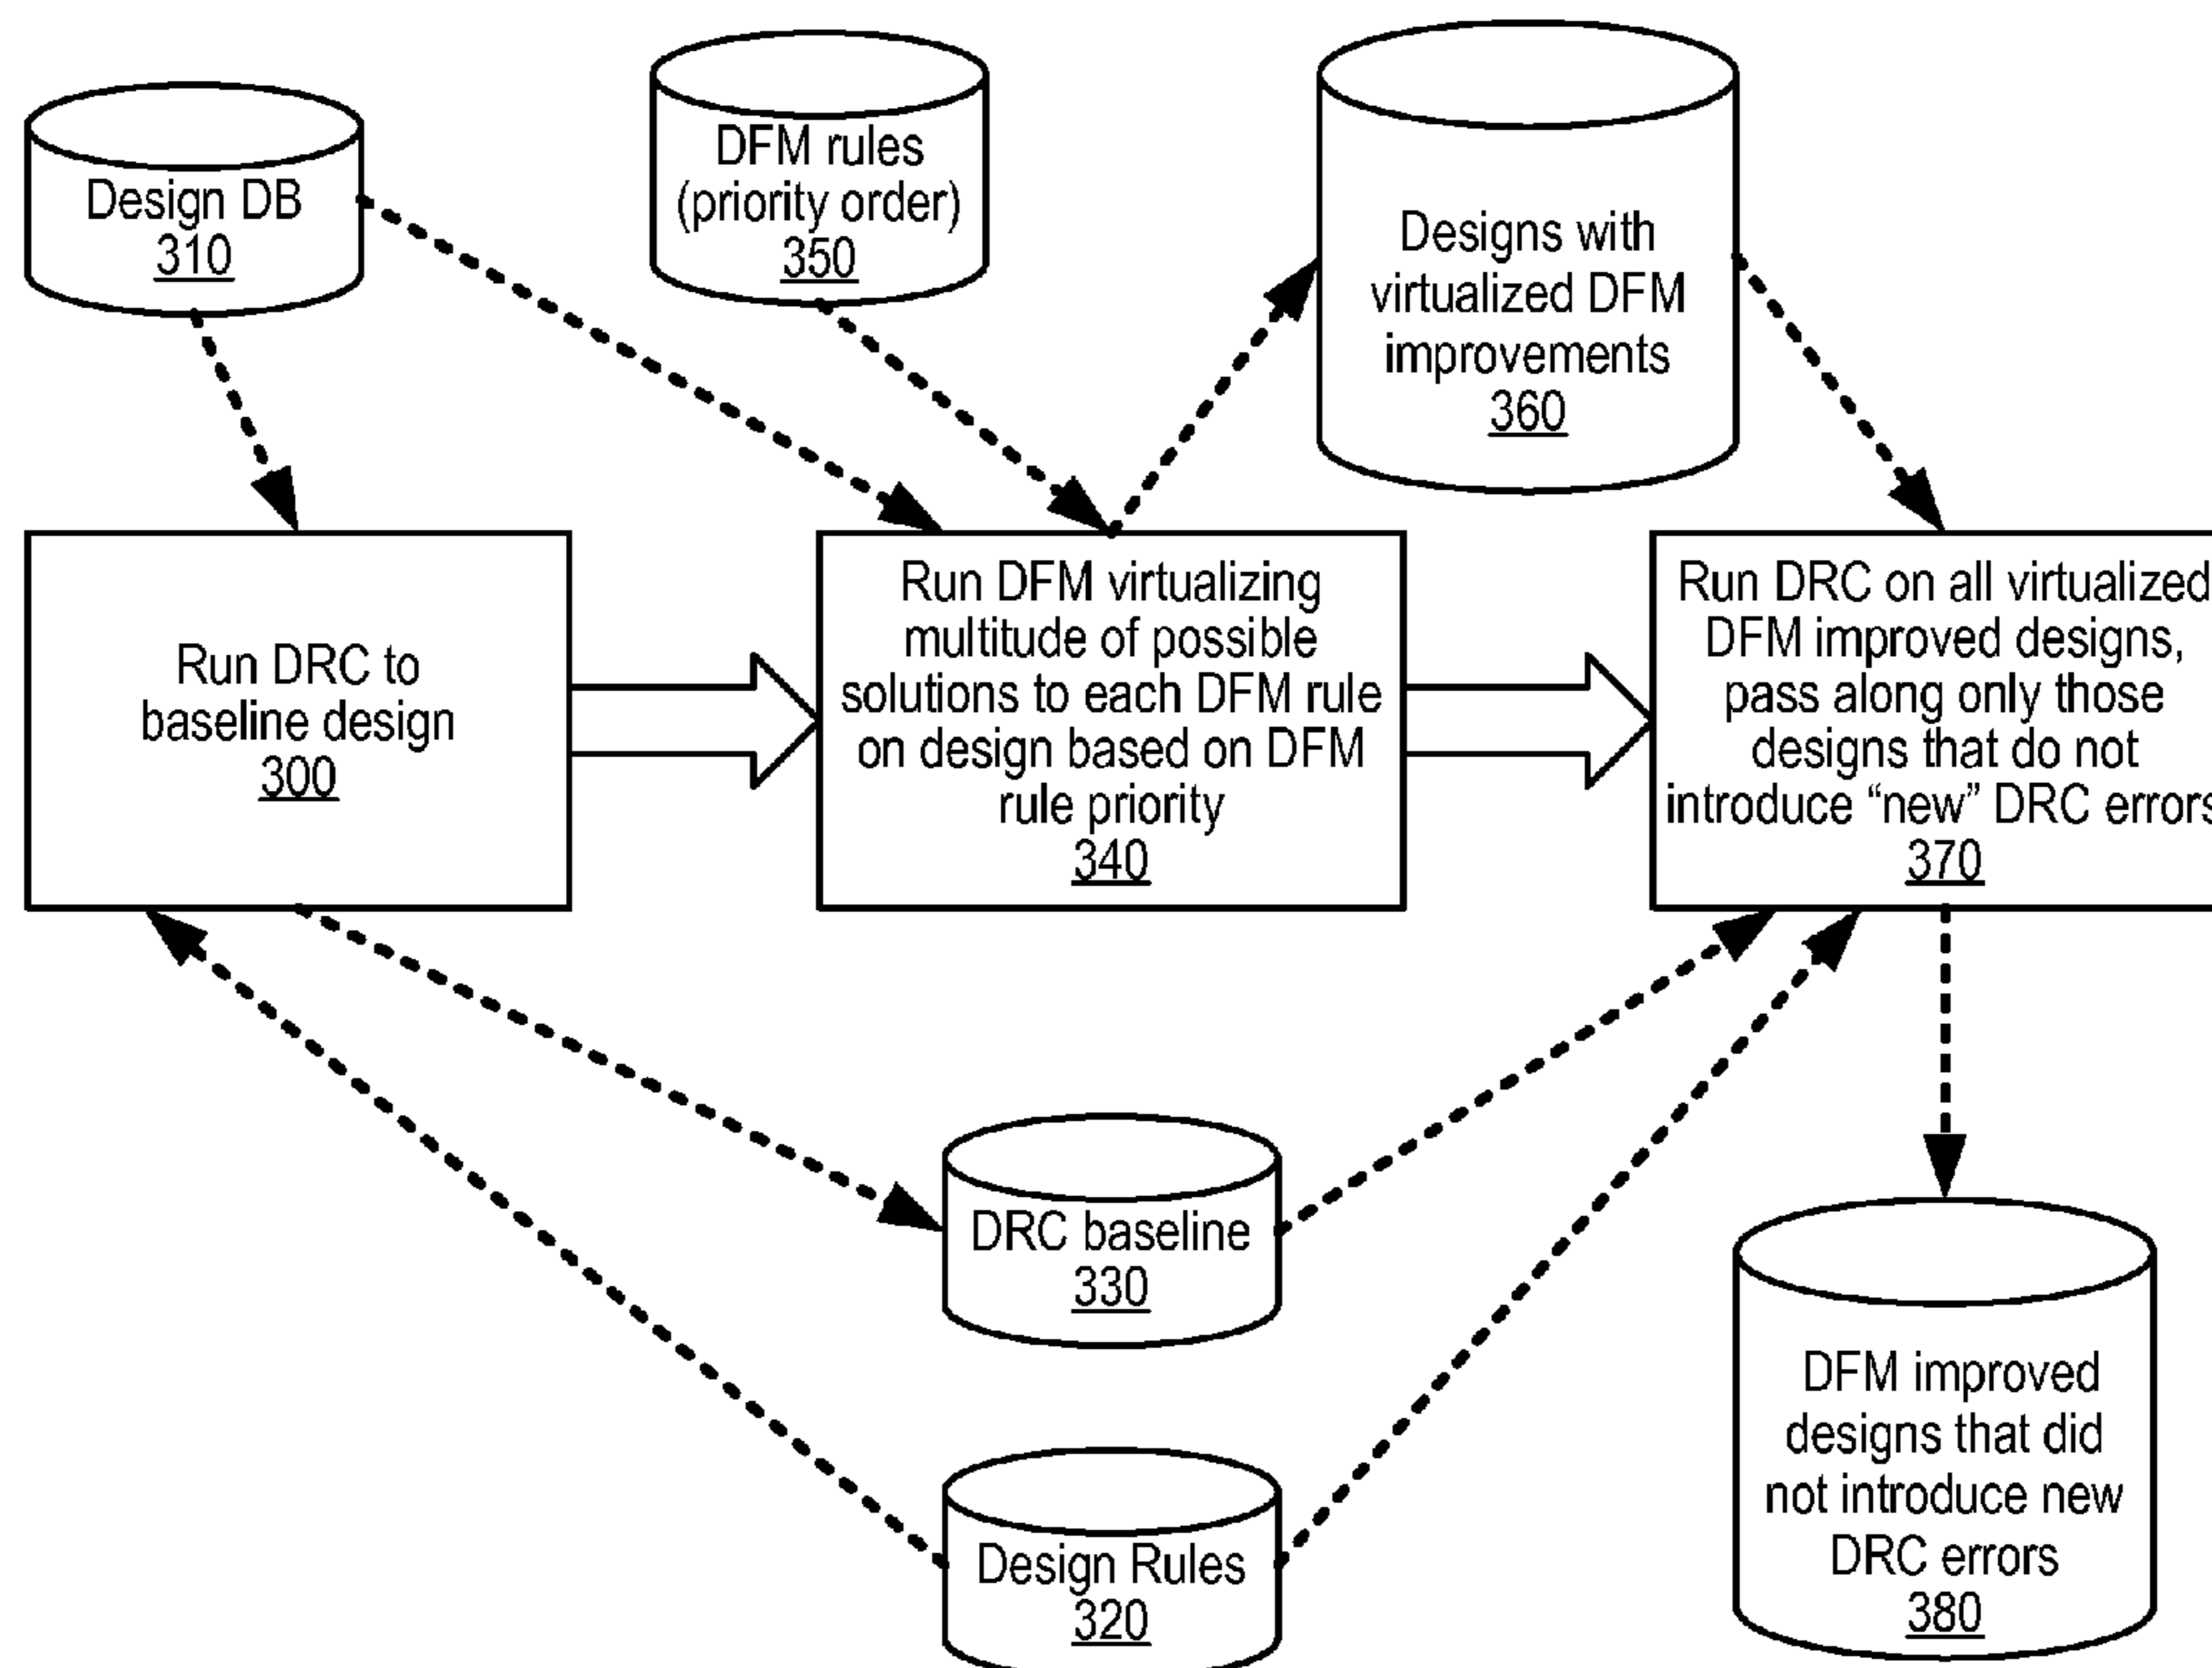 Design DB
310
DFM rules
(priority order)
350
Designs with
virtualized DFM
improvements
360
Run DRC to
baseline design
300
Run DFM virtualizing
multitude of possible
solutions to each DFM rule
on design based on DFM
rule priority
340
Run DRC on all virtualized
DFM improved designs,
pass along only those
designs that do not
introduce “new” DRC errors
370
DRC baseline
330
Design Rules
320
DFM improved
designs that did
not introduce new
DRC errors
380